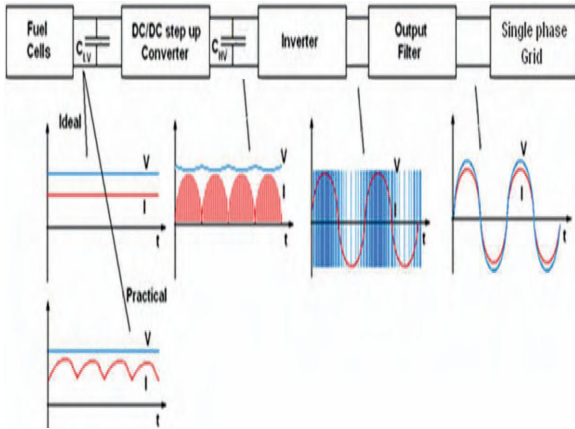 Fuel
Cells
C_LV
DC/DC step up
Converter
C_HV
Inverter
Output
Filter
Single phase
Grid
Ideal
V
I
t
V
I
t
V
I
t
V
I
t
Practical
V
I
t